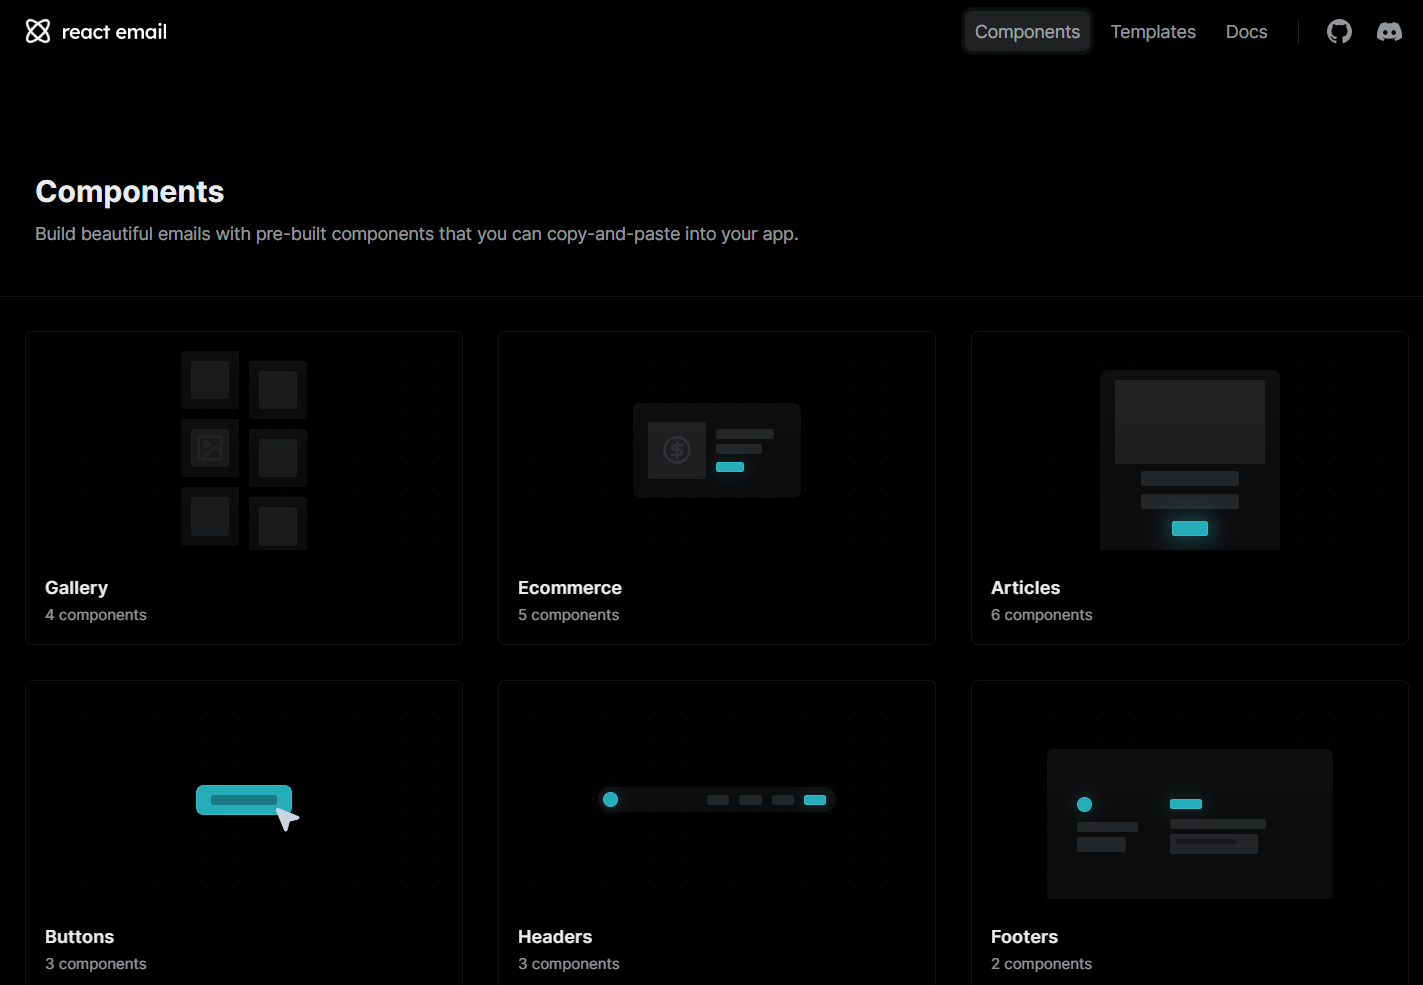 react email
Components
Templates
Docs
Components
Build beautiful emails with pre-built components that you can copy-and-paste into your app.
Gallery
4 components
Ecommerce
5 components
Articles
6 components
Buttons
3 components
Headers
3 components
Footers
2 components